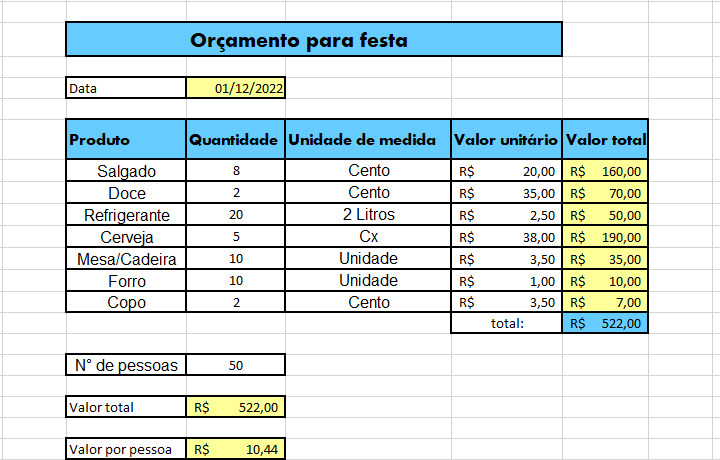 Orçamento para festa
Data 01/12/2022
Produto Quantidade Unidade de medida Valor unitário Valor total
Salgado 8 Cento R$ 20,00 R$ 160,00
Doce 2 Cento R$ 35,00 R$ 70,00
Refrigerante 20 2 Litros R$ 2,50 R$ 50,00
Cerveja 5 Cx R$ 38,00 R$ 190,00
Mesa/Cadeira 10 Unidade R$ 3,50 R$ 35,00
Forro 10 Unidade R$ 1,00 R$ 10,00
Copo 2 Cento R$ 3,50 R$ 7,00
total: R$ 522,00
N° de pessoas 50
Valor total R$ 522,00
Valor por pessoa R$ 10,44